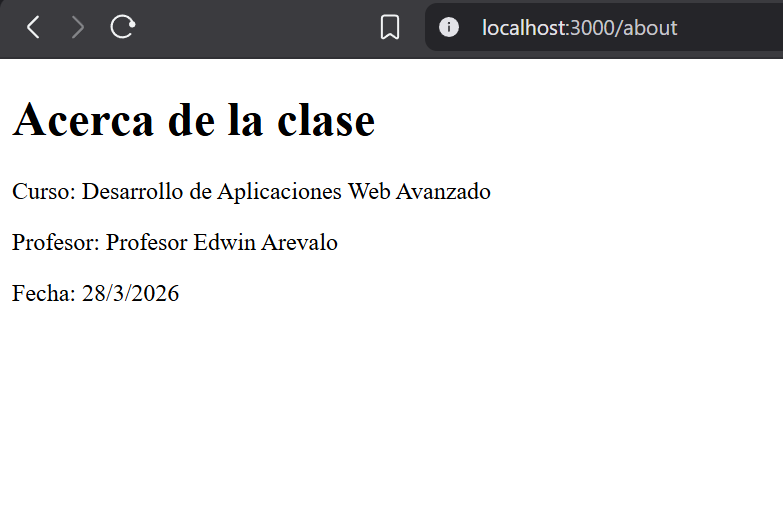 localhost:3000/about
Acerca de la clase
Curso: Desarrollo de Aplicaciones Web Avanzado
Profesor: Profesor Edwin Arevalo
Fecha: 28/3/2026